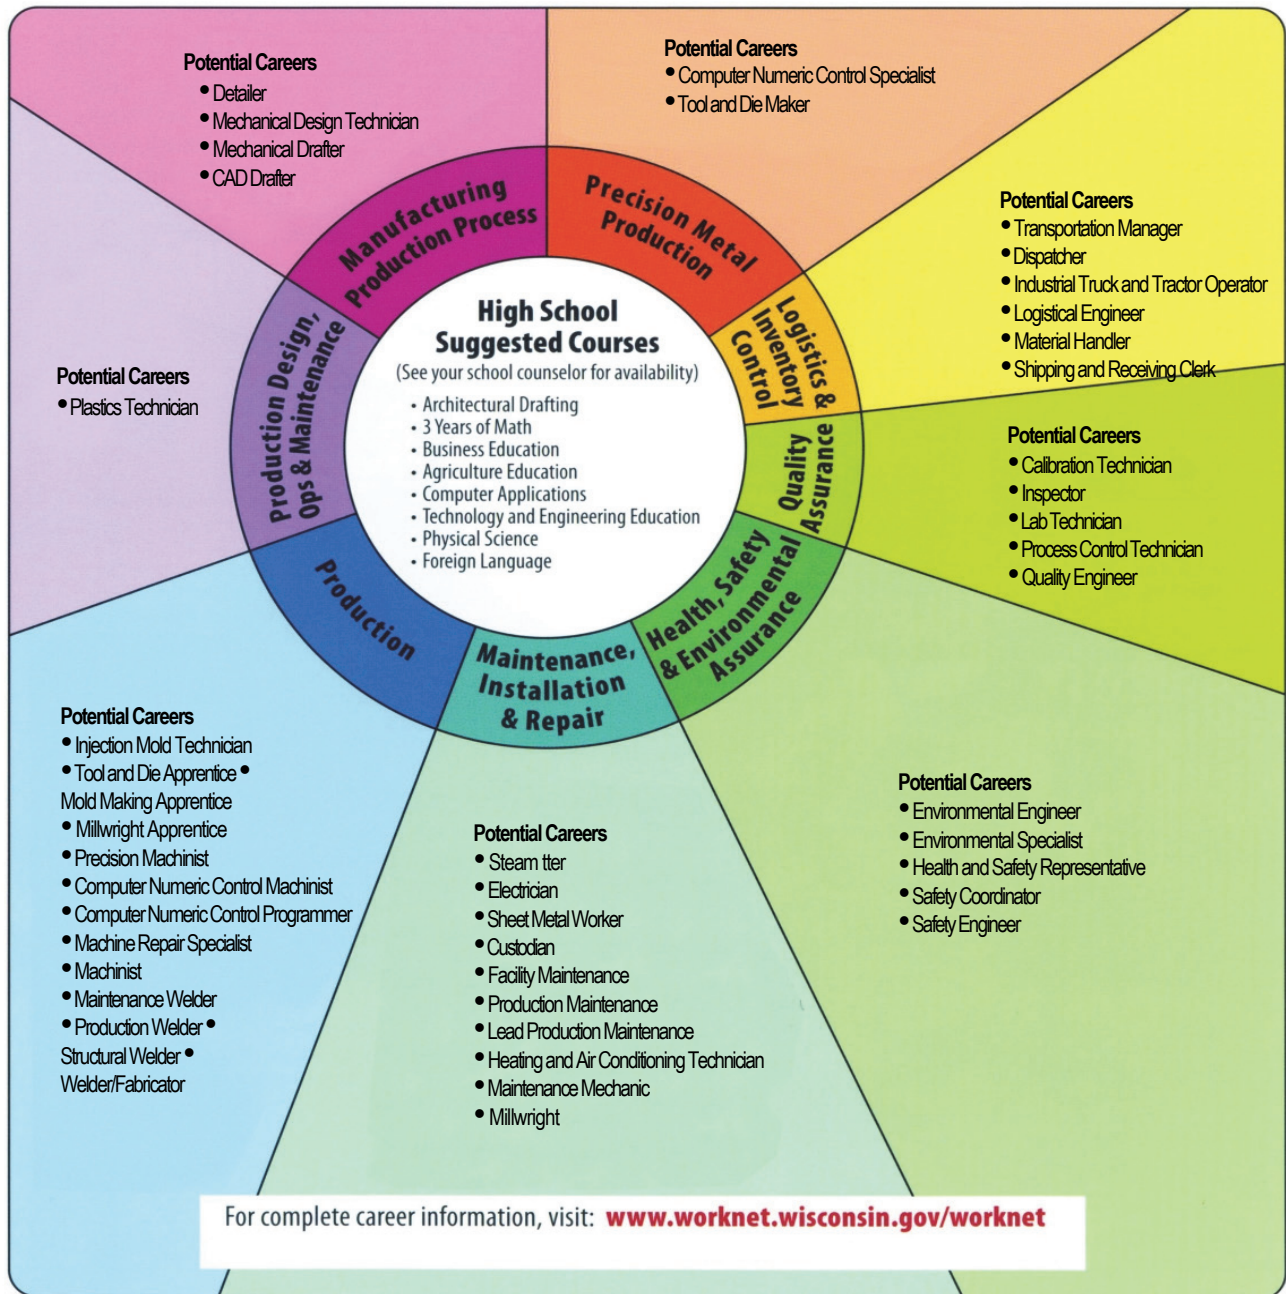 Potential Careers
• Detailer
• Mechanical Design Technician
• Mechanical Drafter
• CAD Drafter
Potential Careers
• Computer Numeric Control Specialist
• Tool and Die Maker
Potential Careers
• Transportation Manager
• Dispatcher
• Industrial Truck and Tractor Operator
• Logistical Engineer
• Material Handler
• Shipping and Receiving Clerk
Potential Careers
• Calibration Technician
• Inspector
• Lab Technician
• Process Control Technician
• Quality Engineer
Potential Careers
• Environmental Engineer
• Environmental Specialist
• Health and Safety Representative
• Safety Coordinator
• Safety Engineer
Potential Careers
• Steam tter
• Electrician
• Sheet Metal Worker
• Custodian
• Facility Maintenance
• Production Maintenance
• Lead Production Maintenance
• Heating and Air Conditioning Technician
• Maintenance Mechanic
• Millwright
Potential Careers
• Injection Mold Technician
• Tool and Die Apprentice •
Mold Making Apprentice
• Millwright Apprentice
• Precision Machinist
• Computer Numeric Control Machinist
• Computer Numeric Control Programmer
• Machine Repair Specialist
• Machinist
• Maintenance Welder
• Production Welder •
Structural Welder •
Welder/Fabricator
Potential Careers
• Plastics Technician
Manufacturing
Production Process
Precision Metal
Production
Logistics &
Inventory
Control
Quality
Assurance
Health, Safety
& Environmental
Assurance
Maintenance,
Installation
& Repair
Production
Production Design,
Ops & Maintenance
High School
Suggested Courses
(See your school counselor for availability)
• Architectural Drafting
• 3 Years of Math
• Business Education
• Agriculture Education
• Computer Applications
• Technology and Engineering Education
• Physical Science
• Foreign Language
For complete career information, visit: www.worknet.wisconsin.gov/worknet